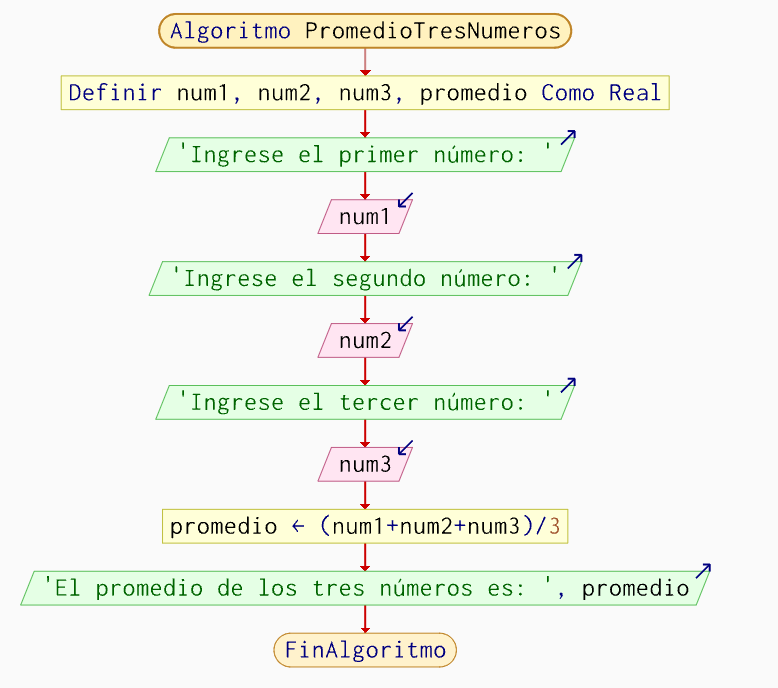 Algoritmo PromedioTresNumeros
Definir num1, num2, num3, promedio Como Real
'Ingrese el primer número: '
num1
'Ingrese el segundo número: '
num2
'Ingrese el tercer número: '
num3
promedio ← (num1+num2+num3)/3
'El promedio de los tres números es: ', promedio
FinAlgoritmo